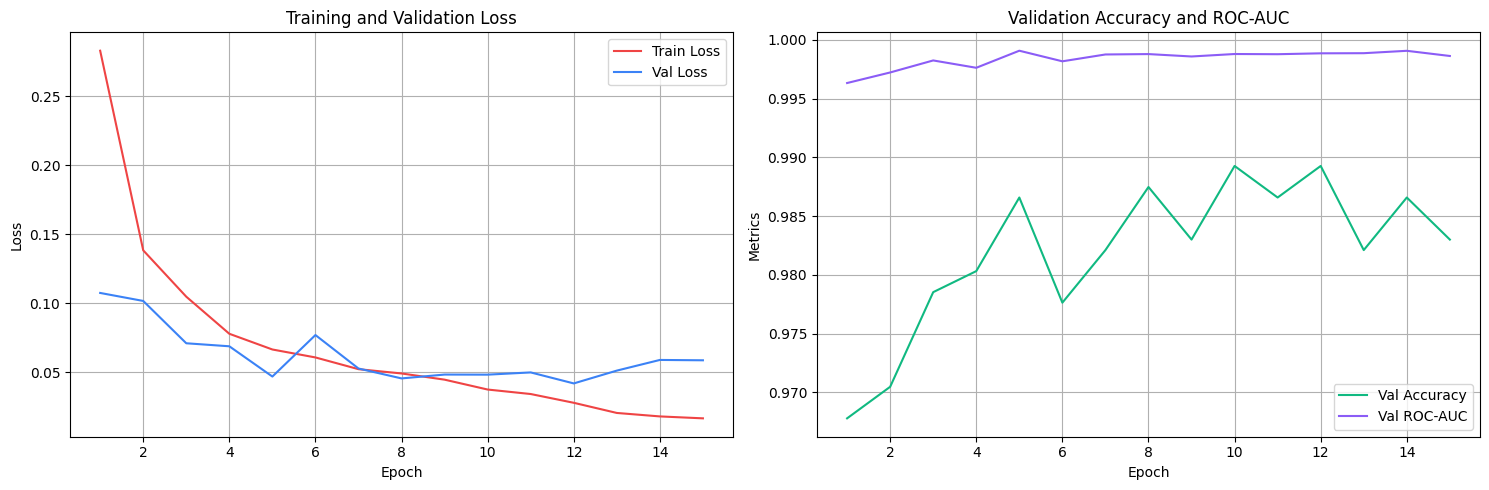 Training and Validation Loss
Train Loss
Val Loss
Loss
0.25
0.20
0.15
0.10
0.05
2 4 6 8 10 12 14
Epoch
Validation Accuracy and ROC-AUC
Metrics
1.000
0.995
0.990
0.985
0.980
0.975
0.970
Val Accuracy
Val ROC-AUC
2 4 6 8 10 12 14
Epoch